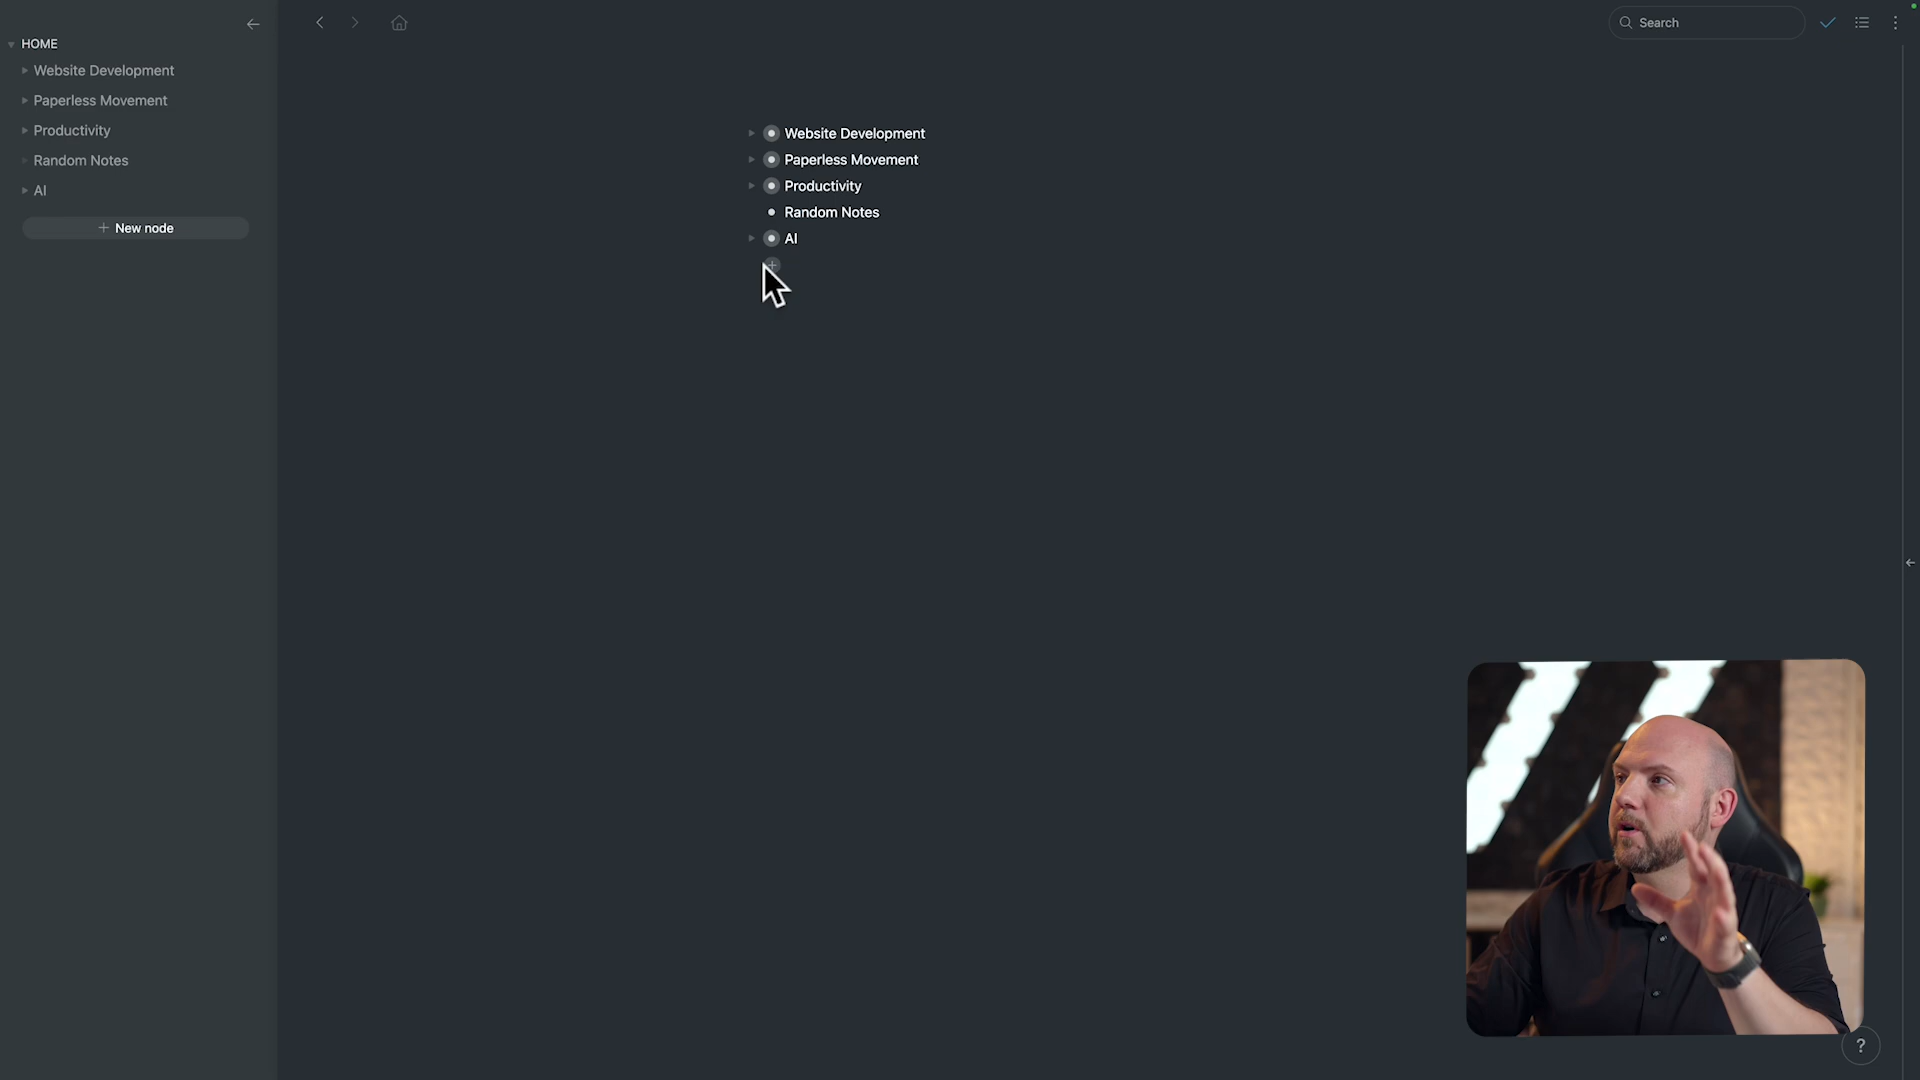 Search
HOME
Website Development
Paperless Movement
Productivity
Random Notes
AI
+ New node
Website Development
Paperless Movement
Productivity
Random Notes
AI
?